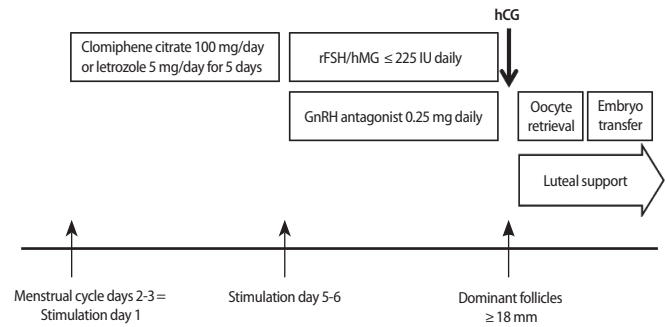 hCG
Clomiphene citrate 100 mg/day
or letrozole 5 mg/day for 5 days
rFSH/hMG ≤ 225 IU daily
GnRH antagonist 0.25 mg daily
Oocyte
retrieval
Embryo
transfer
Luteal support
Menstrual cycle days 2-3 =
Stimulation day 1
Stimulation day 5-6
Dominant follicles
≥ 18 mm